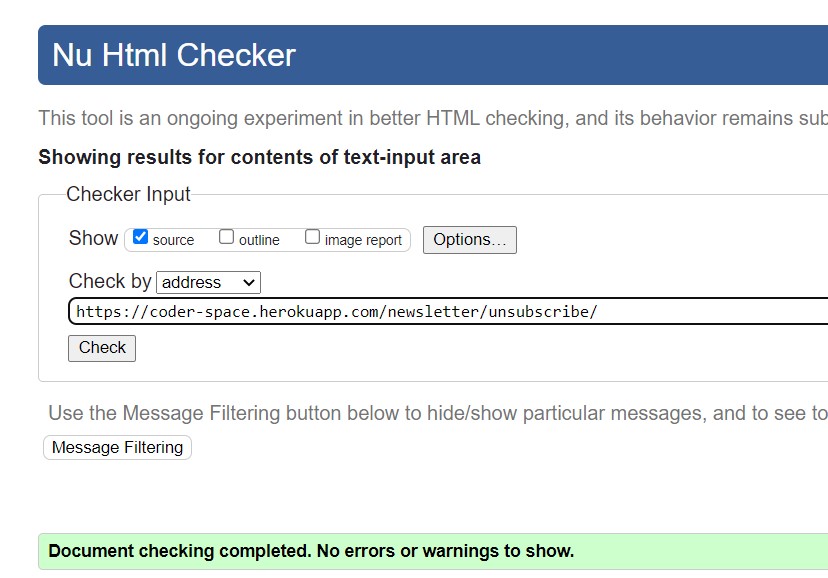 Nu Html Checker
This tool is an ongoing experiment in better HTML checking, and its behavior remains sub
Showing results for contents of text-input area
Checker Input
Show source outline image report Options...
Check by address
https://coder-space.herokuapp.com/newsletter/unsubscribe/
Check
Use the Message Filtering button below to hide/show particular messages, and to see to
Message Filtering
Document checking completed. No errors or warnings to show.